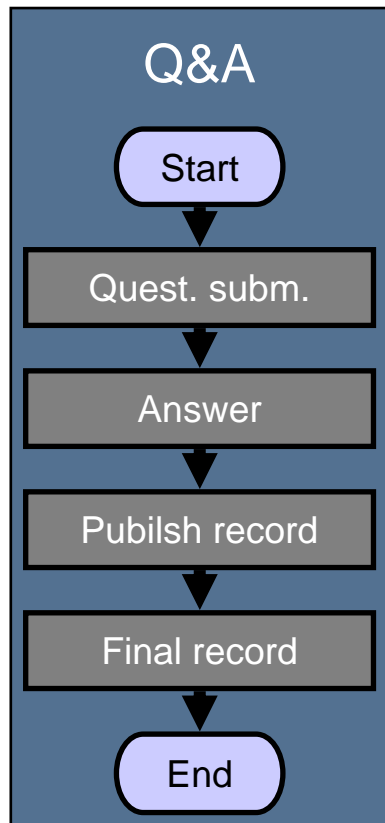 Q&A
Start
Quest. subm.
Answer
Pubilsh record
Final record
End